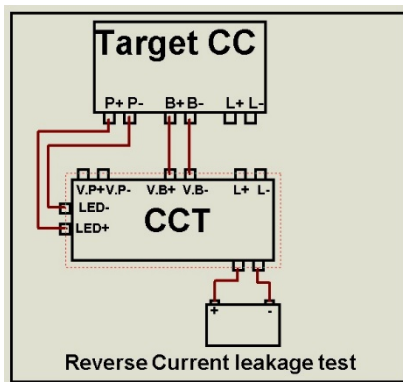 Target CC
P+ P- B+ B- L+ L-
V.P+ V.P- V.B+ V.B- L+ L-
LED-
CCT
LED+
+ -
Reverse Current leakage test